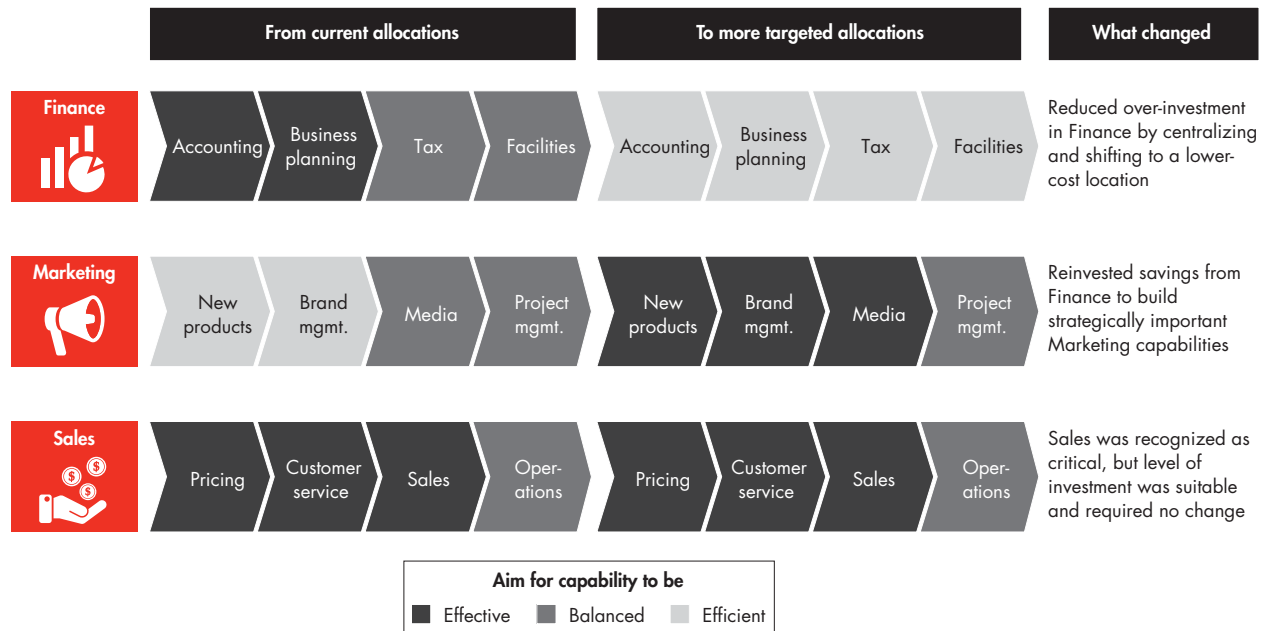 From current allocations
To more targeted allocations
What changed
Finance
Accounting
Business
planning
Tax
Facilities
Accounting
Business
planning
Tax
Facilities
Reduced over-investment
in Finance by centralizing
and shifting to a lower-
cost location
Marketing
New
products
Brand
mgmt.
Media
Project
mgmt.
New
products
Brand
mgmt.
Media
Project
mgmt.
Reinvested savings from
Finance to build
strategically important
Marketing capabilities
Sales
$
$
$
Pricing
Customer
service
Sales
Oper-
ations
Pricing
Customer
service
Sales
Oper-
ations
Sales was recognized as
critical, but level of
investment was suitable
and required no change
Aim for capability to be
Effective
Balanced
Efficient